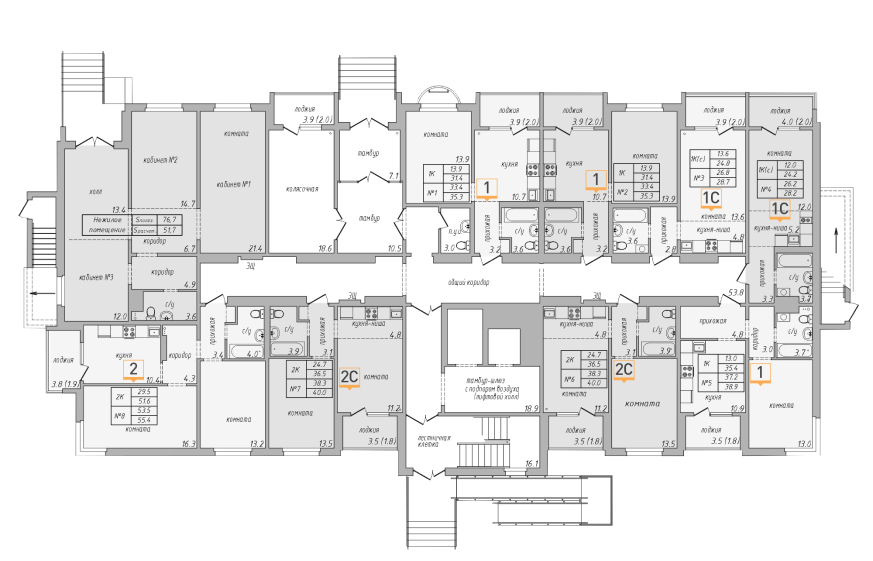 лоджия
3.9 (2.0)
лоджия
3.9 (2.0)
лоджия
3.9 (2.0)
лоджия
3.9 (2.0)
лоджия
4.0 (2.0)
кабинет №2
14.7
комната
кабинет №1
21.4
колясочная
18.6
тамбур
7.1
тамбур
10.5
комната
13.9
1К
№1
13.9
31.4
33.4
35.3
1
кухня
10.7
кухня
1
10.7
комната
1К
№2
13.9
31.4
33.4
35.3
13.9
1К(с)
№3
13.6
24.8
26.8
28.7
1С
комната
13.6
кухня-ниша
4.8
комната
1К(с)
№4
12.0
24.2
26.2
28.2
1С
12.0
кухня-ниша
5.2
холл
13.4
Нежилое
помещение
76,7
51,7
коридор
6.7
коридор
4.9
кабинет №3
12.0
с/у
3.6
п.у.и
3.0
прихожая
3.2
с/у
3.6
с/у
3.6
прихожая
3.2
с/у
3.6
прихожая
2.8
прихожая
3.3
с/у
ЭЩ
общий коридор
53.8
ЭЩ
ЭЩ
лоджия
3.8 (1.9)
кухня
2
10.4
коридор
4.3
2К
№8
29.5
51.6
53.5
55.4
комната
16.3
прихожая
3.4
с/у
4.0
комната
13.2
с/у
3.9
прихожая
3.1
2К
№7
24.7
36.5
38.3
40.0
комната
13.5
кухня-ниша
4.8
2С
комната
11.2
лоджия
3.5 (1.8)
тамбур-шлюз
с подпором воздуха
(лифтовой холл)
18.9
лестничная
клетка
16.1
кухня-ниша
4.8
2К
№6
24.7
36.5
38.3
40.0
комната
11.2
лоджия
3.5 (1.8)
прихожая
3.1
с/у
3.9
2С
комната
13.5
прихожая
4.8
1К
№5
13.0
35.4
37.2
38.9
кухня
10.9
лоджия
3.5 (1.8)
коридор
3.0
с/у
3.7
1
комната
13.0